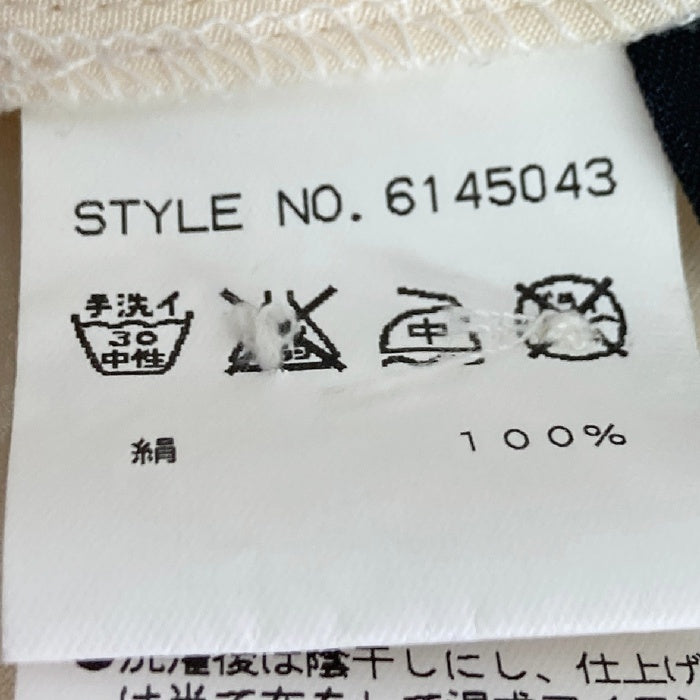 STYLE NO. 6145043
手洗イ
30
中性
中
絹 100%
●洗濯後は陰干しにし、仕上げ